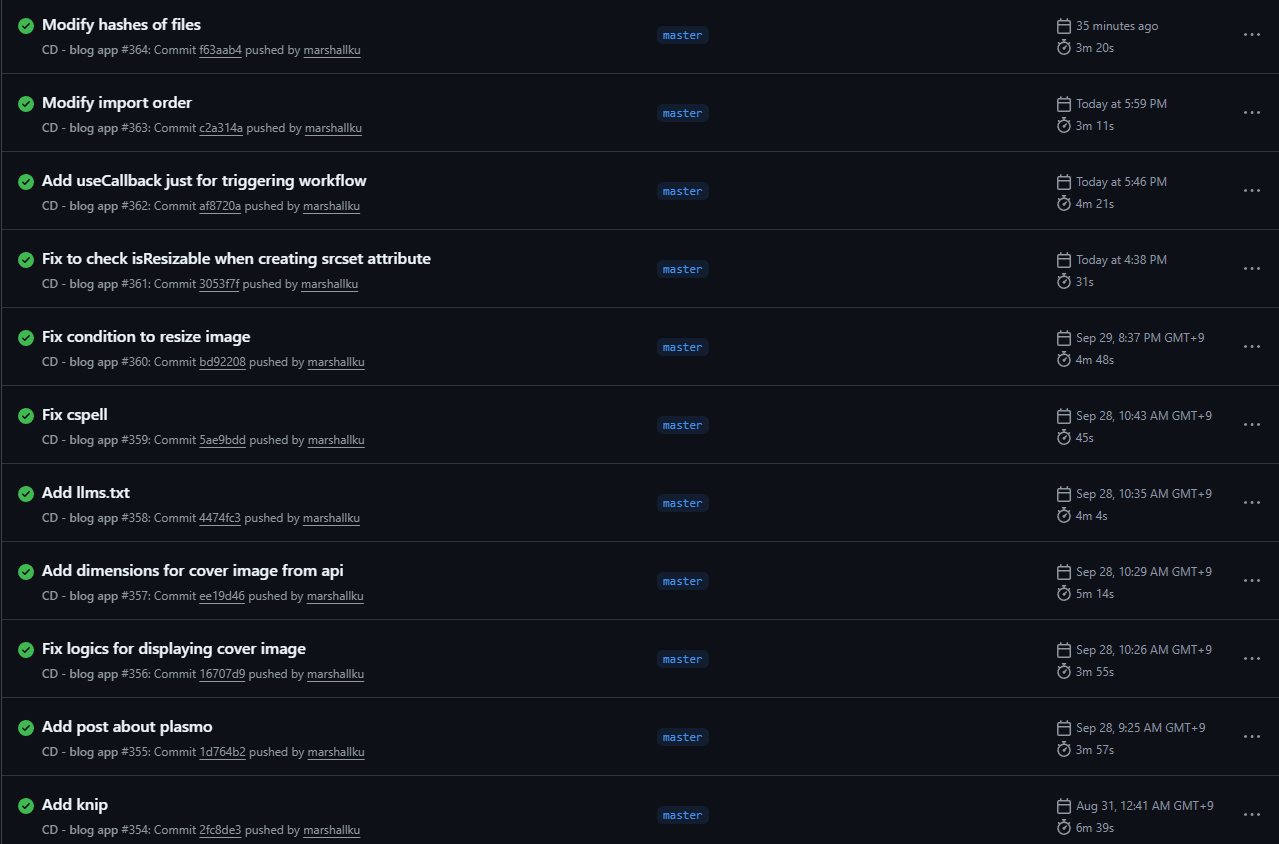 Modify hashes of files
CD - blog app #364: Commit f63aab4 pushed by marshallku
master
35 minutes ago
3m 20s
Modify import order
CD - blog app #363: Commit c2a314a pushed by marshallku
master
Today at 5:59 PM
3m 11s
Add useCallback just for triggering workflow
CD - blog app #362: Commit af8720a pushed by marshallku
master
Today at 5:46 PM
4m 21s
Fix to check isResizable when creating srcset attribute
CD - blog app #361: Commit 3053f7f pushed by marshallku
master
Today at 4:38 PM
31s
Fix condition to resize image
CD - blog app #360: Commit bd92208 pushed by marshallku
master
Sep 29, 8:37 PM GMT+9
4m 48s
Fix cspell
CD - blog app #359: Commit 5ae9bdd pushed by marshallku
master
Sep 28, 10:43 AM GMT+9
45s
Add llms.txt
CD - blog app #358: Commit 4474fc3 pushed by marshallku
master
Sep 28, 10:35 AM GMT+9
4m 4s
Add dimensions for cover image from api
CD - blog app #357: Commit ee19d46 pushed by marshallku
master
Sep 28, 10:29 AM GMT+9
5m 14s
Fix logics for displaying cover image
CD - blog app #356: Commit 16707d9 pushed by marshallku
master
Sep 28, 10:26 AM GMT+9
3m 55s
Add post about plasmo
CD - blog app #355: Commit 1d764b2 pushed by marshallku
master
Sep 28, 9:25 AM GMT+9
3m 57s
Add knip
CD - blog app #354: Commit 2fc8de3 pushed by marshallku
master
Aug 31, 12:41 AM GMT+9
6m 39s